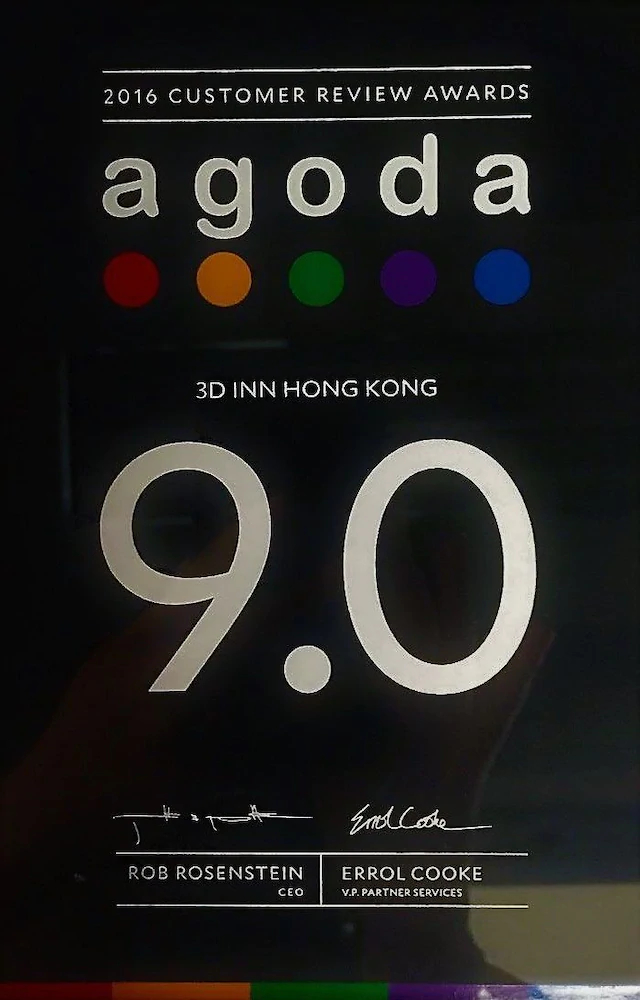 2016 CUSTOMER REVIEW AWARDS
agoda
3D INN HONG KONG
9.0
Errol Cooke
ROB ROSENSTEIN
CEO
ERROL COOKE
V.P. PARTNER SERVICES